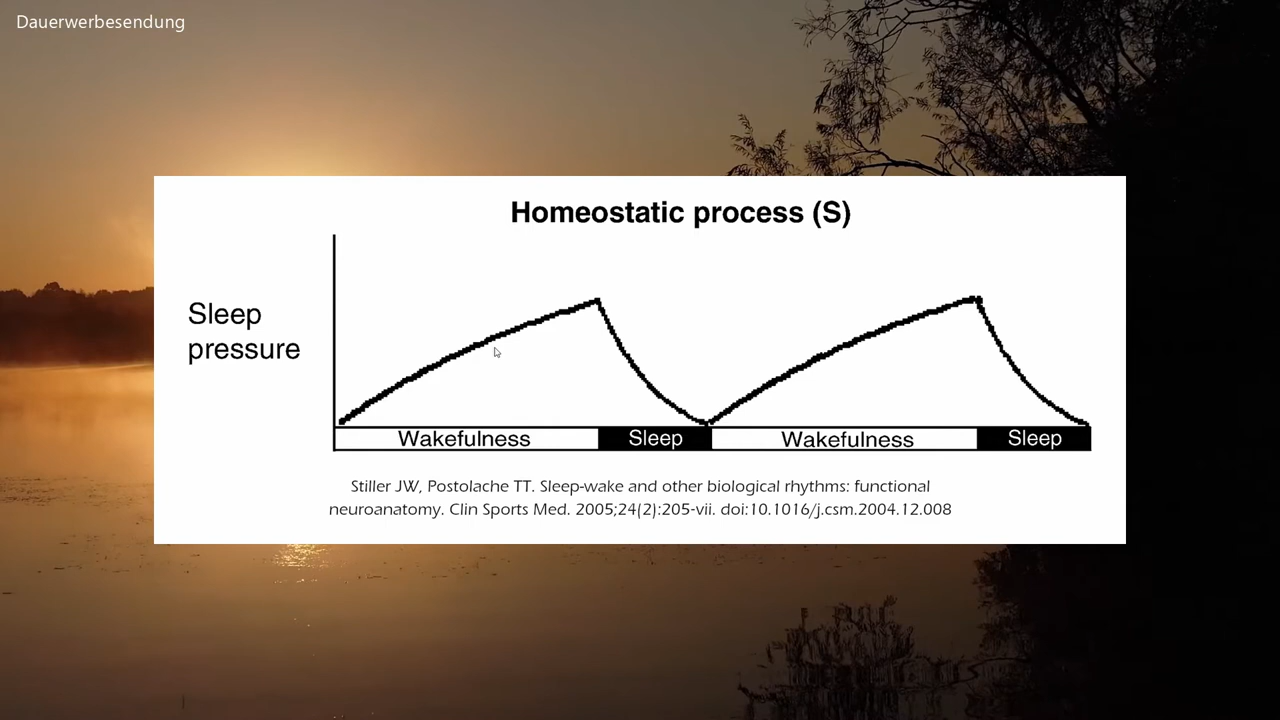 Dauerwerbesendung
Homeostatic process (S)
Sleep
pressure
Wakefulness
Sleep
Wakefulness
Sleep
Stiller JW, Postolache TT. Sleep-wake and other biological rhythms: functional
neuroanatomy. Clin Sports Med. 2005;24(2):205-vii. doi:10.1016/j.csm.2004.12.008